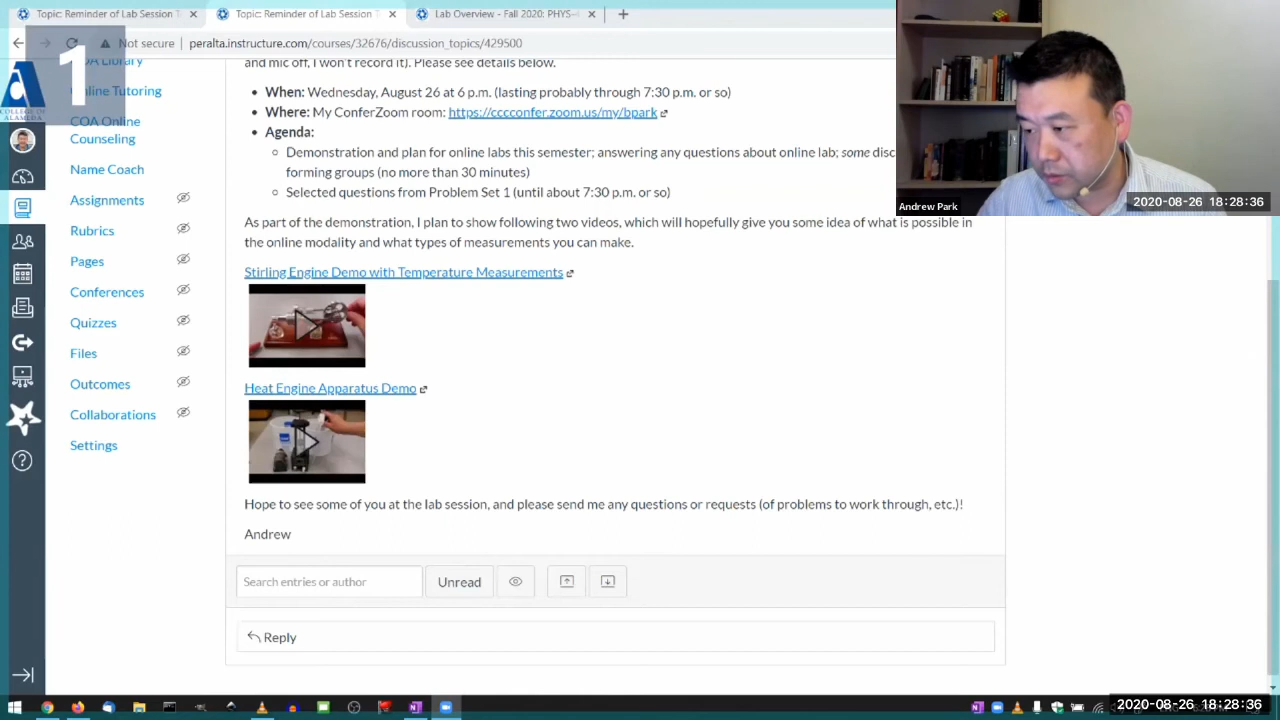 Topic: Reminder of Lab Session
Topic: Reminder of Lab Session
Lab Overview - Fall 2020: PHYS-
Not secure
peralta.instructure.com/courses/32676/discussion_topics/429500
1
COLLEGE OF
ALAMEDA
COA Library
Online Tutoring
COA Online
Counseling
Name Coach
Assignments
Rubrics
Pages
Conferences
Quizzes
Files
Outcomes
Collaborations
Settings
and mic off, I won't record it). Please see details below.
When: Wednesday, August 26 at 6 p.m. (lasting probably through 7:30 p.m. or so)
Where: My ConferZoom room: https://cccconfer.zoom.us/my/bpark
Agenda:
Demonstration and plan for online labs this semester; answering any questions about online lab; some disc
forming groups (no more than 30 minutes)
Selected questions from Problem Set 1 (until about 7:30 p.m. or so)
As part of the demonstration, I plan to show following two videos, which will hopefully give you some idea of what is possible in
the online modality and what types of measurements you can make.
Stirling Engine Demo with Temperature Measurements
Heat Engine Apparatus Demo
Hope to see some of you at the lab session, and please send me any questions or requests (of problems to work through, etc.)!
Andrew
Search entries or author
Unread
Reply
Andrew Park
2020-08-26 18:28:36
2020-08-26 18:28:36